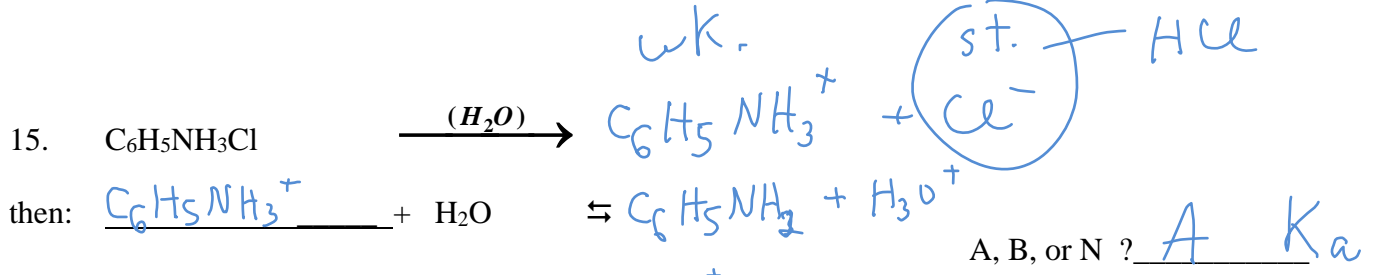 wk. st. — HCl
15. C₆H₅NH₃Cl (H₂O) → C₆H₅NH₃⁺ + Cl⁻
then: C₆H₅NH₃⁺ + H₂O ⇆ C₆H₅NH₂ + H₃O⁺
A, B, or N ? A Ka